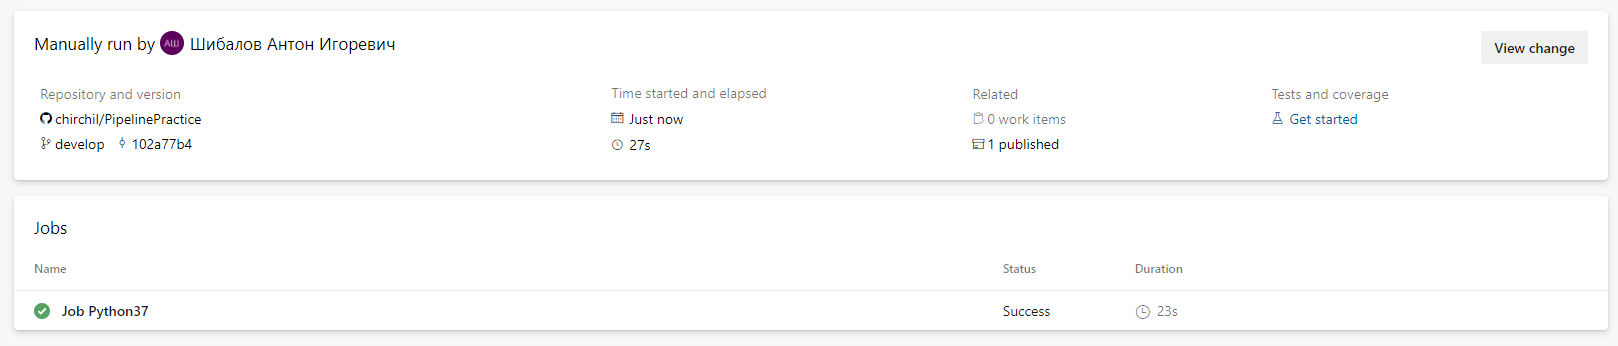 Manually run by АШ Шибалов Антон Игоревич
View change
Repository and version
chirchil/PipelinePractice
develop 102a77b4
Time started and elapsed
Just now
27s
Related
0 work items
1 published
Tests and coverage
Get started
Jobs
Name Status Duration
Job Python37 Success 23s